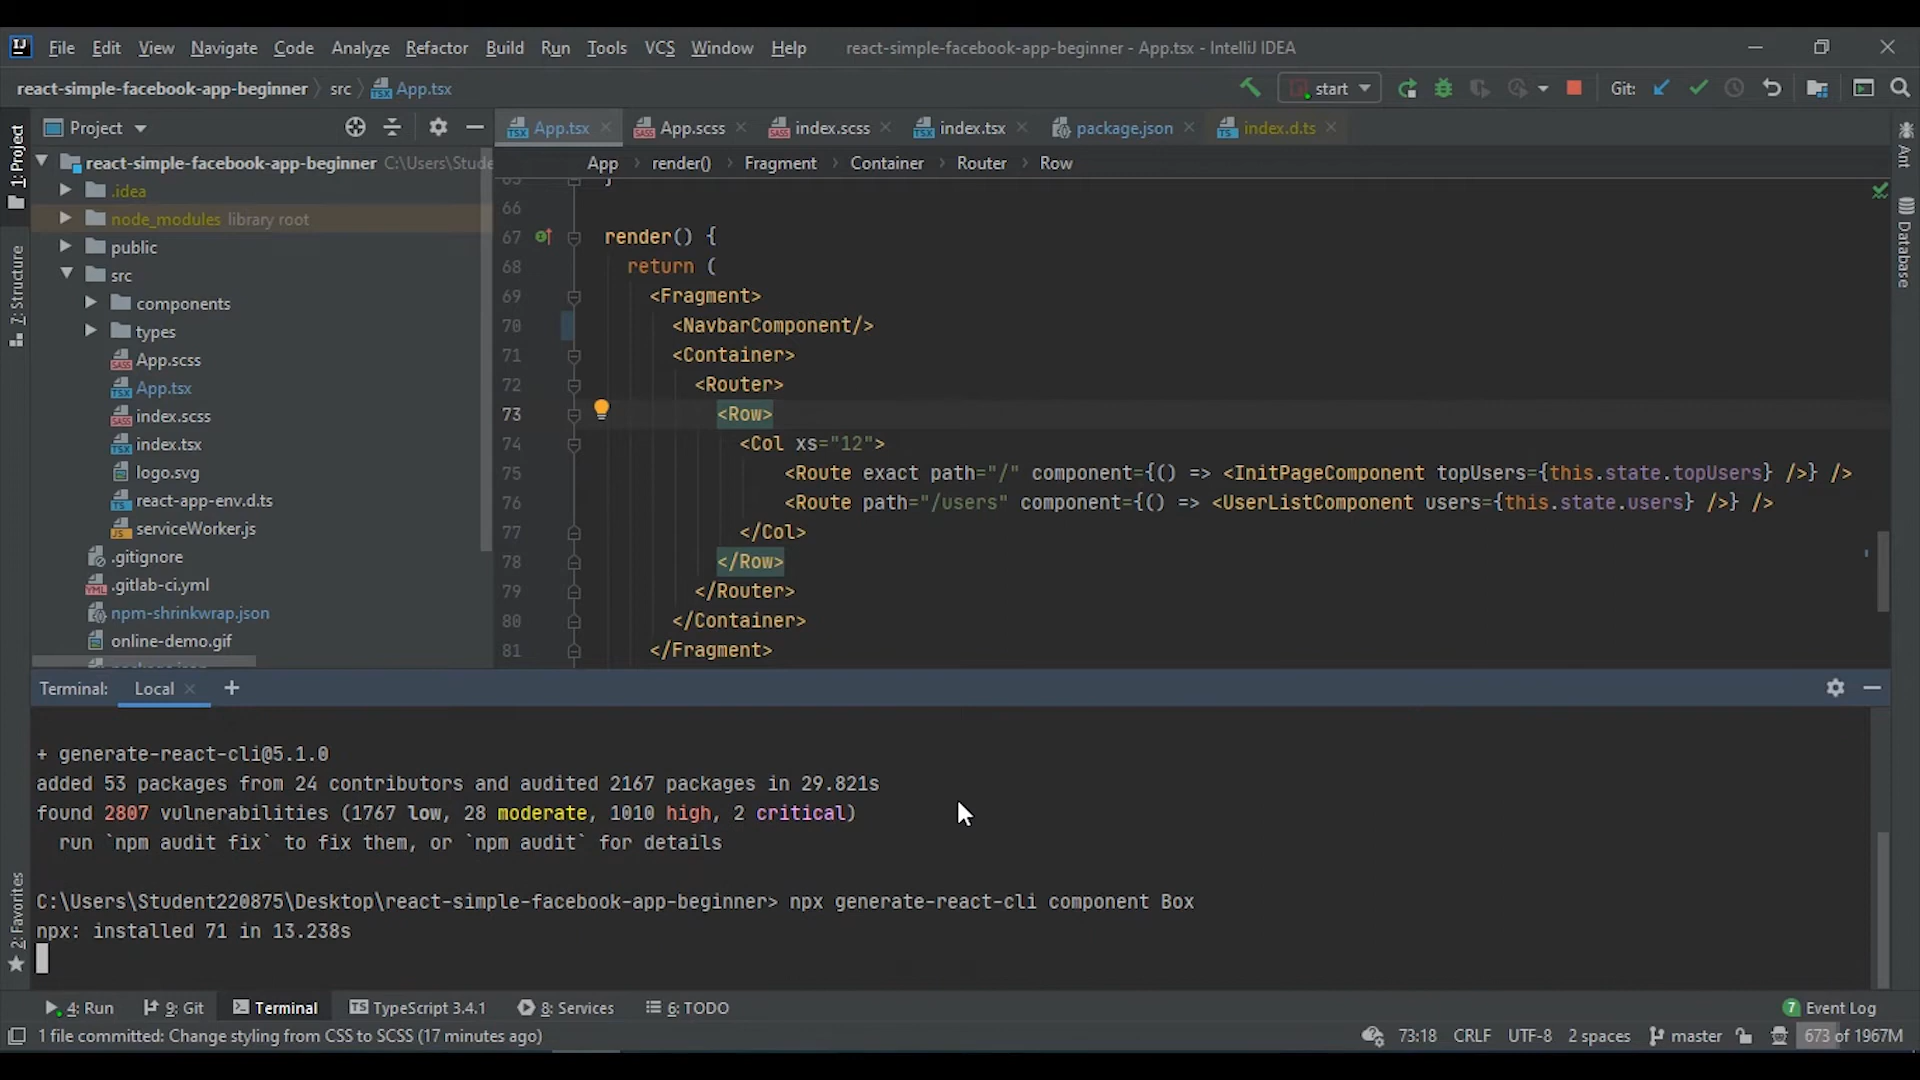 File Edit View Navigate Code Analyze Refactor Build Run Tools VCS Window Help react-simple-facebook-app-beginner - App.tsx - IntelliJ IDEA
react-simple-facebook-app-beginner src App.tsx start Git:
Project App.tsx App.scss index.scss index.tsx package.json index.d.ts
1: Project
7: Structure
2: Favorites
Ant
Database
react-simple-facebook-app-beginner C:\Users\Stude
.idea
node_modules library root
public
src
components
types
App.scss
App.tsx
index.scss
index.tsx
logo.svg
react-app-env.d.ts
serviceWorker.js
.gitignore
.gitlab-ci.yml
npm-shrinkwrap.json
online-demo.gif
App render() Fragment Container Router Row
66
67 render() {
68 return (
69 <Fragment>
70 <NavbarComponent/>
71 <Container>
72 <Router>
73 <Row>
74 <Col xs="12">
75 <Route exact path="/" component={() => <InitPageComponent topUsers={this.state.topUsers} />} />
76 <Route path="/users" component={() => <UserListComponent users={this.state.users} />} />
77 </Col>
78 </Row>
79 </Router>
80 </Container>
81 </Fragment>
Terminal: Local +
+ generate-react-cli@5.1.0
added 53 packages from 24 contributors and audited 2167 packages in 29.821s
found 2807 vulnerabilities (1767 low, 28 moderate, 1010 high, 2 critical)
run `npm audit fix` to fix them, or `npm audit` for details
C:\Users\Student220875\Desktop\react-simple-facebook-app-beginner> npx generate-react-cli component Box
npx: installed 71 in 13.238s
4: Run 9: Git Terminal TypeScript 3.4.1 8: Services 6: TODO 7 Event Log
1 file committed: Change styling from CSS to SCSS (17 minutes ago) 73:18 CRLF UTF-8 2 spaces master 673 of 1967M